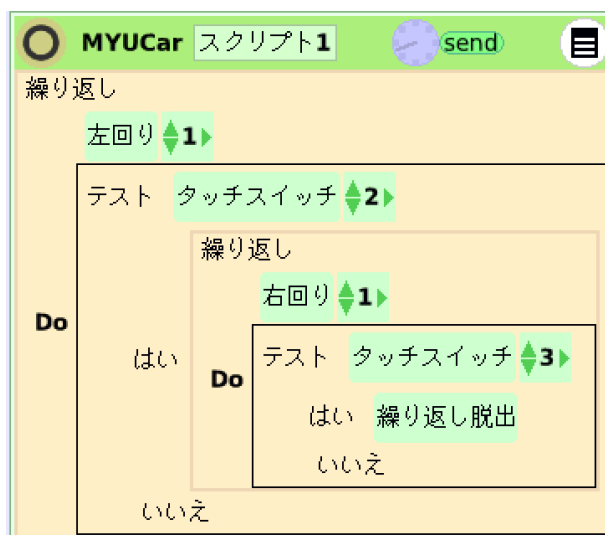 MYUCar スクリプト1 send
繰り返し
左回り 1
テスト タッチスイッチ 2
繰り返し
右回り 1
Do
はい
Do
テスト タッチスイッチ 3
はい 繰り返し脱出
いいえ
いいえ